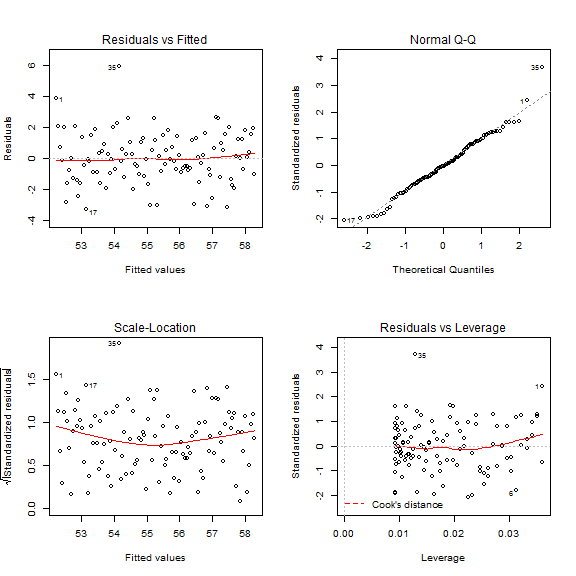 Residuals vs Fitted
Residuals
6
4
2
0
-2
-4
35
1
17
53 54 55 56 57 58
Fitted values
Normal Q-Q
Standardized residuals
4
3
2
1
0
-1
-2
35
1
17
-2 -1 0 1 2
Theoretical Quantiles
Scale-Location
√|Standardized residuals|
1.5
1.0
0.5
0.0
35
1
17
53 54 55 56 57 58
Fitted values
Residuals vs Leverage
Standardized residuals
4
3
2
1
0
-1
-2
35
1
6
Cook's distance
0.00 0.01 0.02 0.03
Leverage